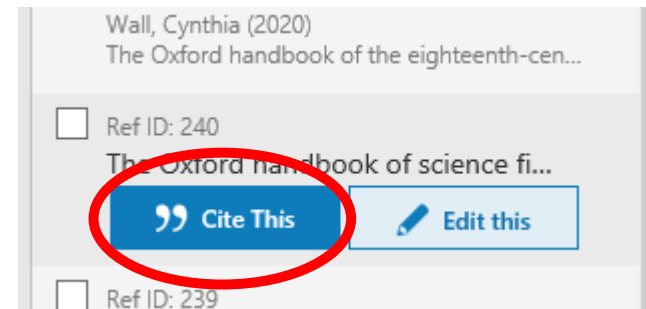 Wall, Cynthia (2020)
The Oxford handbook of the eighteenth-cen...
Ref ID: 240
The Oxford handbook of science fi...
Cite This Edit this
Ref ID: 239